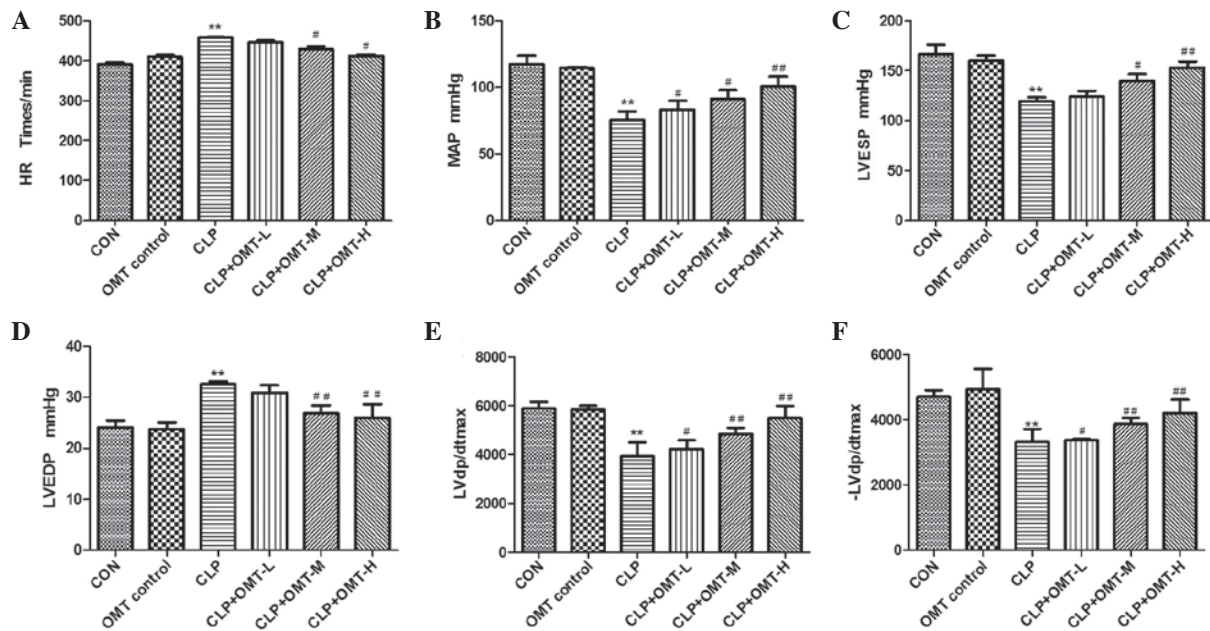 A
HR Times/min
500
400
300
200
100
0
**
#
#
CON
OMT control
CLP
CLP+OMT-L
CLP+OMT-M
CLP+OMT-H
B
MAP mmHg
150
100
50
0
**
#
#
##
CON
OMT control
CLP
CLP+OMT-L
CLP+OMT-M
CLP+OMT-H
C
LVESP mmHg
200
150
100
50
0
**
#
##
CON
OMT control
CLP
CLP+OMT-L
CLP+OMT-M
CLP+OMT-H
D
LVEDP mmHg
40
30
20
10
0
**
# #
# #
CON
OMT control
CLP
CLP+OMT-L
CLP+OMT-M
CLP+OMT-H
E
LVdp/dtmax
8000
6000
4000
2000
0
**
#
##
##
CON
OMT control
CLP
CLP+OMT-L
CLP+OMT-M
CLP+OMT-H
F
-LVdp/dtmax
6000
4000
2000
0
**
#
##
##
CON
OMT control
CLP
CLP+OMT-L
CLP+OMT-M
CLP+OMT-H